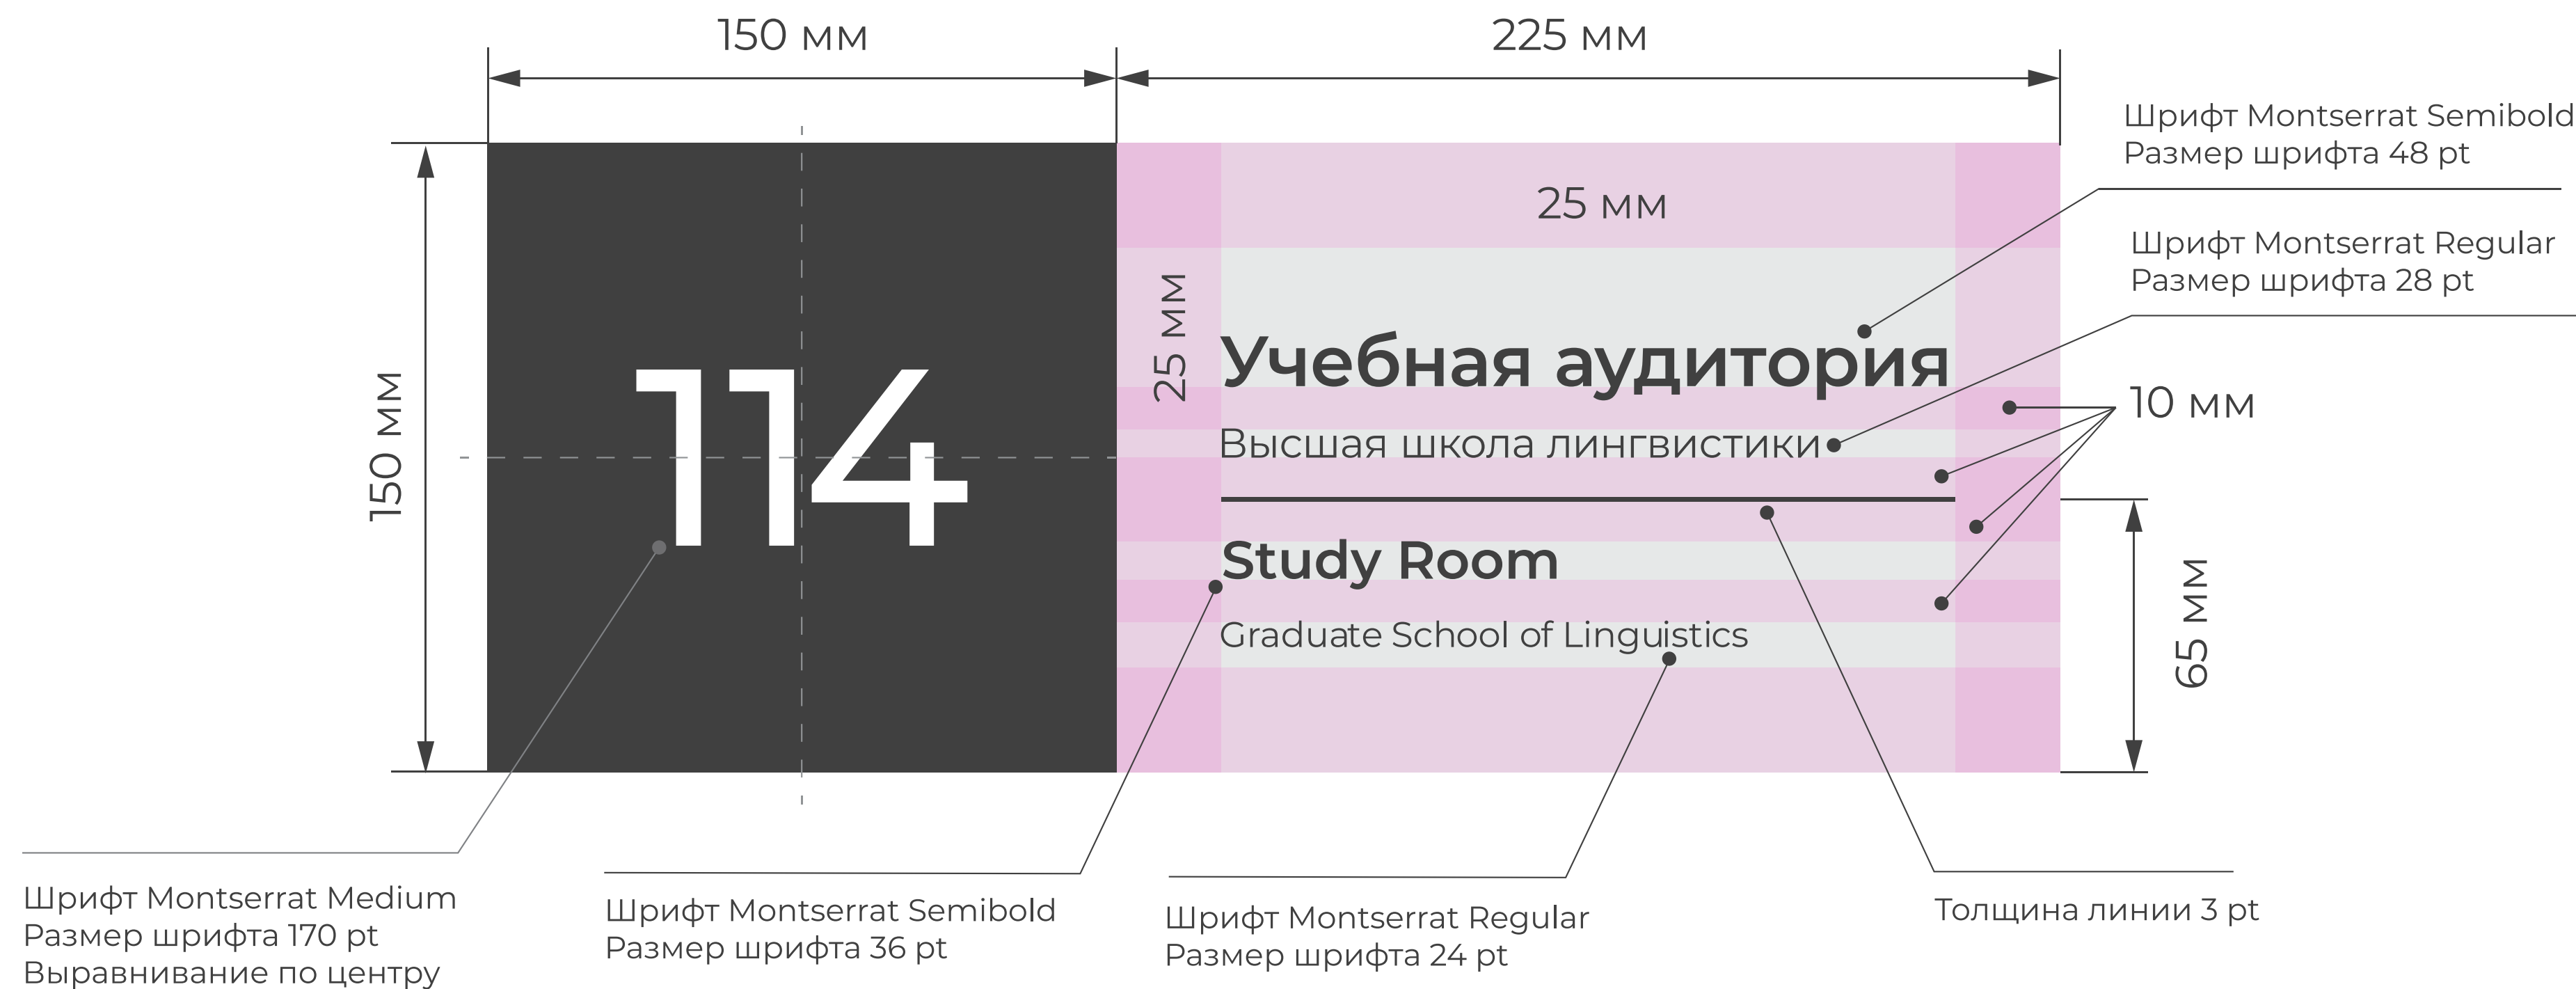 150 мм
225 мм
Шрифт Montserrat Semibold
Размер шрифта 48 pt
25 мм
Шрифт Montserrat Regular
Размер шрифта 28 pt
25 мм
Учебная аудитория
150 мм
114
10 мм
Высшая школа лингвистики
Study Room
65 мм
Graduate School of Linguistics
Шрифт Montserrat Medium
Размер шрифта 170 pt
Выравнивание по центру
Шрифт Montserrat Semibold
Размер шрифта 36 pt
Шрифт Montserrat Regular
Размер шрифта 24 pt
Толщина линии 3 pt